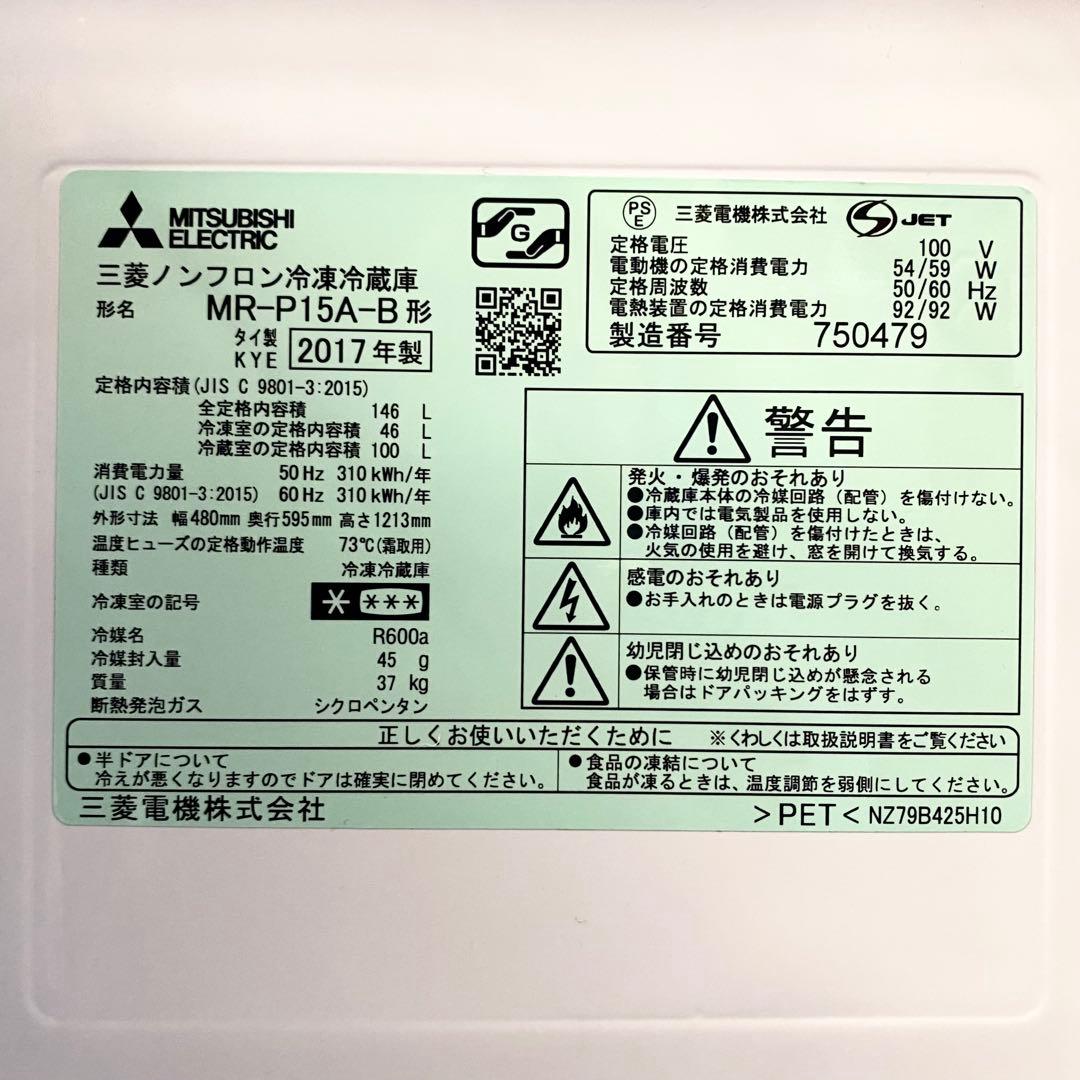 MITSUBISHI
ELECTRIC
三菱ノンフロン冷凍冷蔵庫
形名 MR-P15A-B 形
タイ製
KYE 2017年製
定格内容積(JIS C 9801-3:2015)
全定格内容積 146 L
冷凍室の定格内容積 46 L
冷蔵室の定格内容積 100 L
消費電力量 50Hz 310kWh/年
(JIS C 9801-3:2015) 60Hz 310kWh/年
外形寸法 幅480mm 奥行595mm 高さ1213mm
温度ヒューズの定格動作温度 73℃(霜取用)
種類 冷凍冷蔵庫
冷凍室の記号 * ***
冷媒名 R600a
冷媒封入量 45 g
質量 37 kg
断熱発泡ガス シクロペンタン
G
PS
E 三菱電機株式会社 S JET
定格電圧 100 V
電動機の定格消費電力 54/59 W
定格周波数 50/60 Hz
電熱装置の定格消費電力 92/92 W
製造番号 750479
警告
発火・爆発のおそれあり
●冷蔵庫本体の冷媒回路(配管)を傷付けない。
●庫内では電気製品を使用しない。
●冷媒回路(配管)を傷付けたときは、
火気の使用を避け、窓を開けて換気する。
感電のおそれあり
●お手入れのときは電源プラグを抜く。
幼児閉じ込めのおそれあり
●保管時に幼児閉じ込めが懸念される
場合はドアパッキングをはずす。
正しくお使いいただくために ※くわしくは取扱説明書をご覧ください
●半ドアについて
冷えが悪くなりますのでドアは確実に閉めてください。
●食品の凍結について
食品が凍るときは、温度調節を弱側にしてください。
三菱電機株式会社
>PET< NZ79B425H10